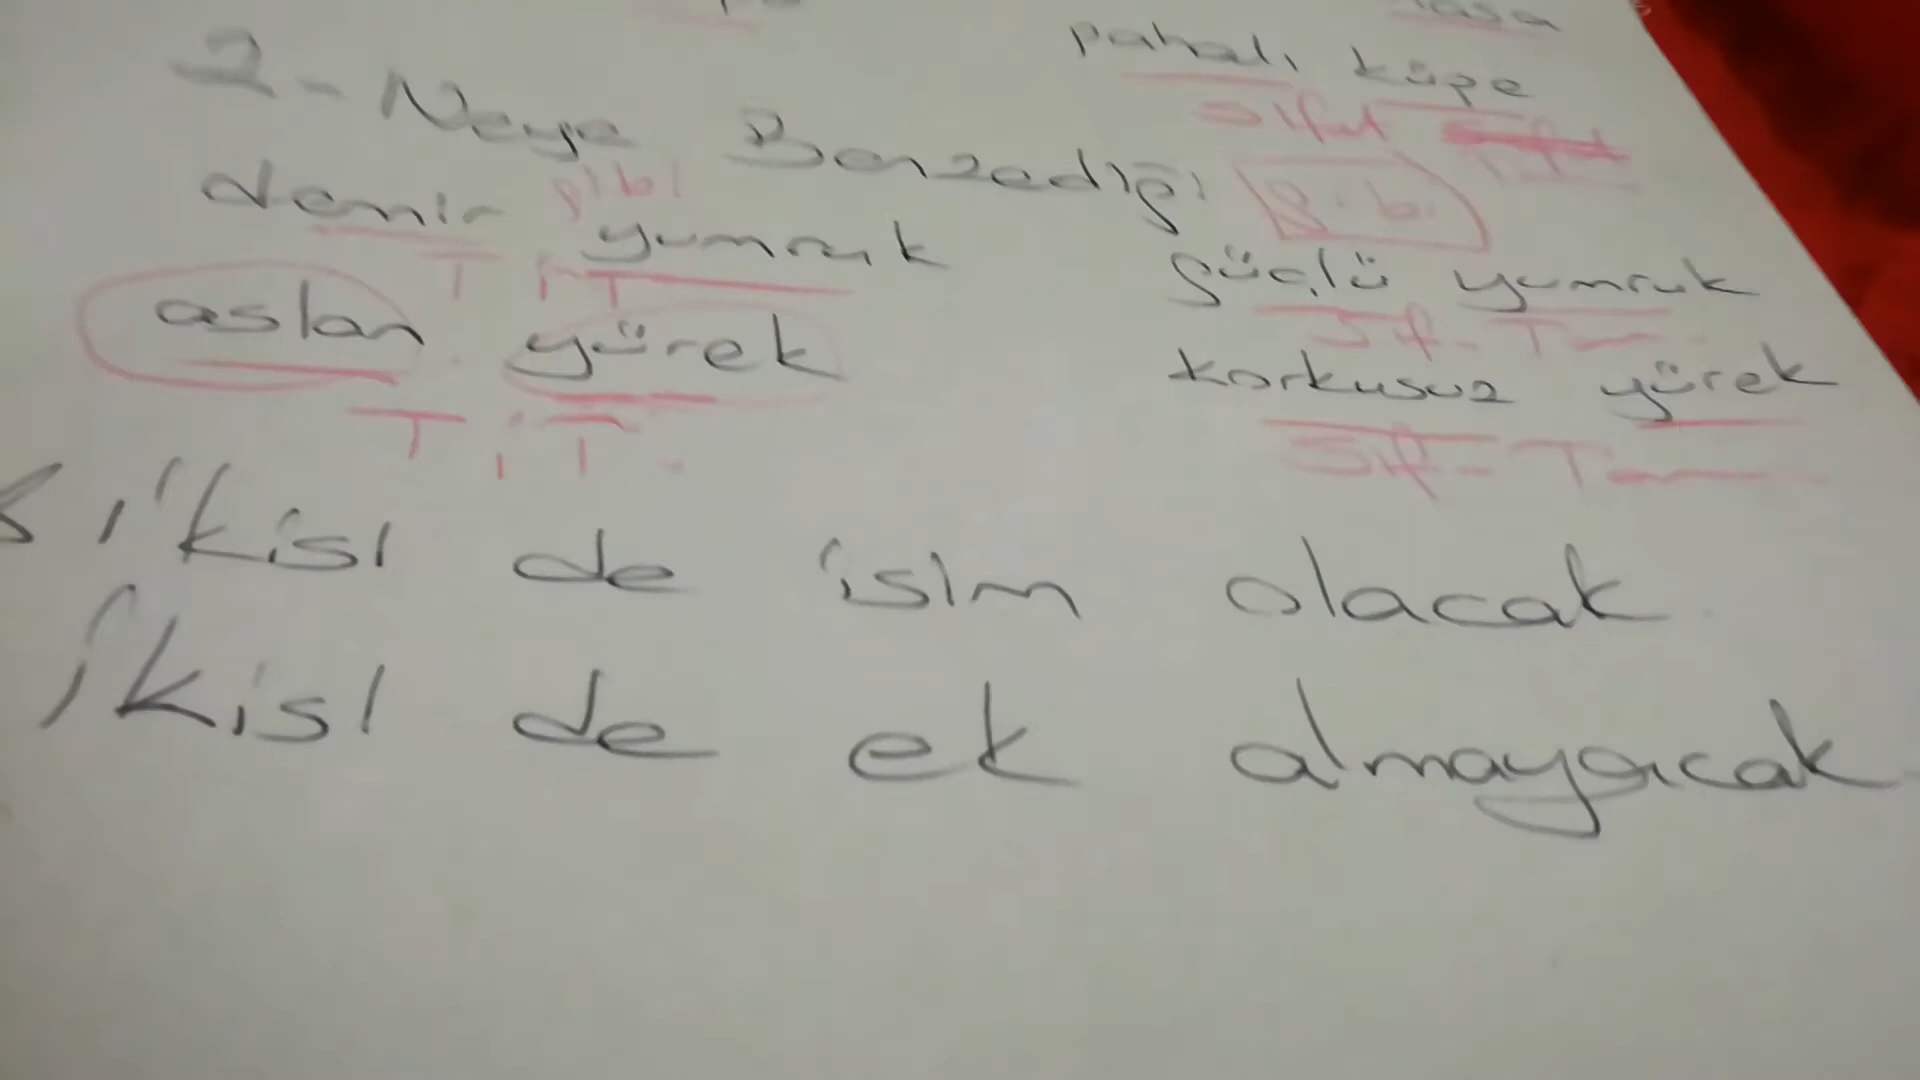 pahalı küpe
sıfat
2- Neye Benzediği
gibi
gibi
demir yumruk
T. i. T
güçlü yumruk
Sıf- T
aslan yürek
T. i. T.
korkusuz yürek
Sıf- T
İkisi de isim olacak
İkisi de ek almayacak